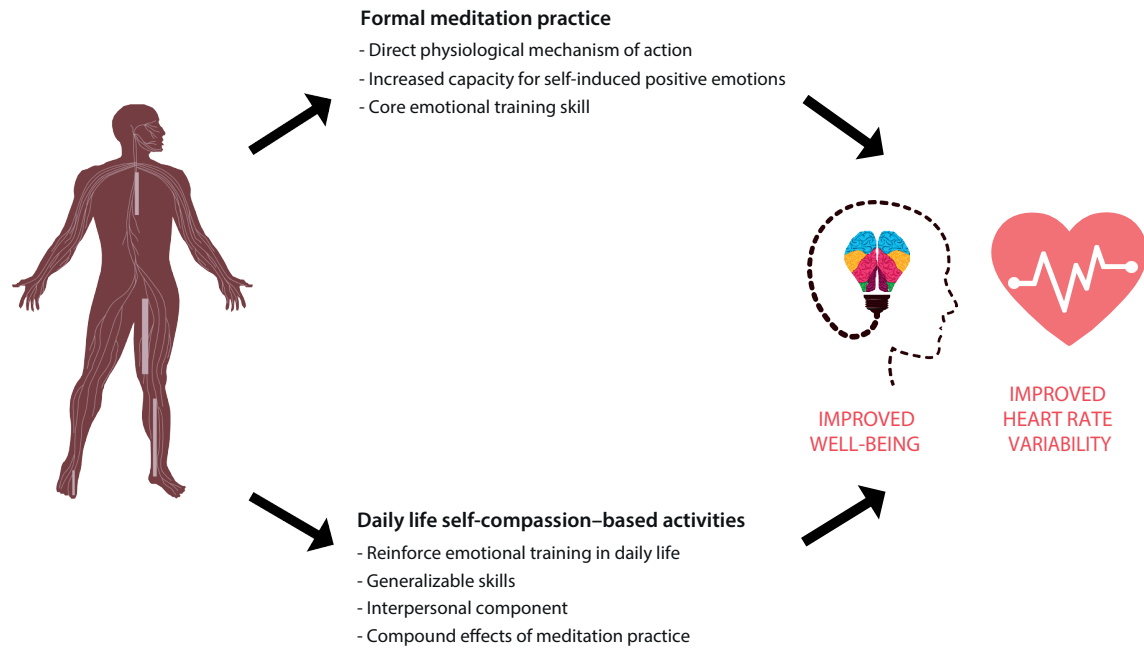 Formal meditation practice
- Direct physiological mechanism of action
- Increased capacity for self-induced positive emotions
- Core emotional training skill
IMPROVED
WELL-BEING
IMPROVED
HEART RATE
VARIABILITY
Daily life self-compassion–based activities
- Reinforce emotional training in daily life
- Generalizable skills
- Interpersonal component
- Compound effects of meditation practice